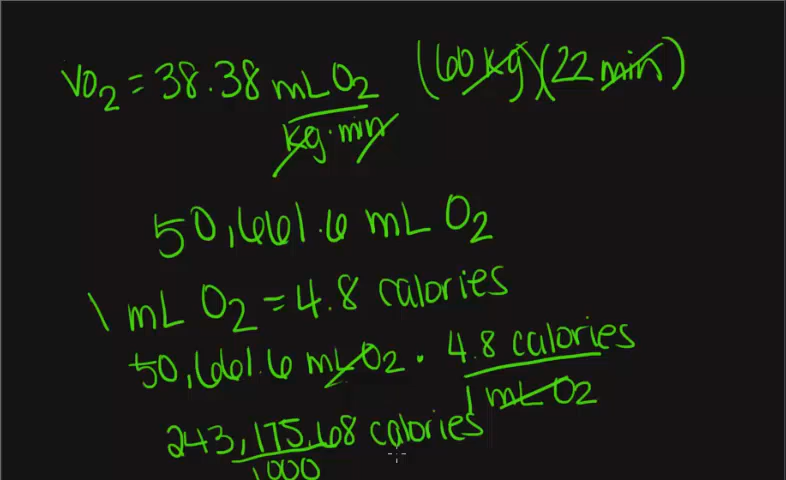 VO₂ = 38.38 mL O₂ (60 kg)(22 min)
kg · min
50,661.6 mL O₂
1 mL O₂ = 4.8 calories
50,661.6 mL O₂ · 4.8 calories
1 mL O₂
243,175.68 calories
1000